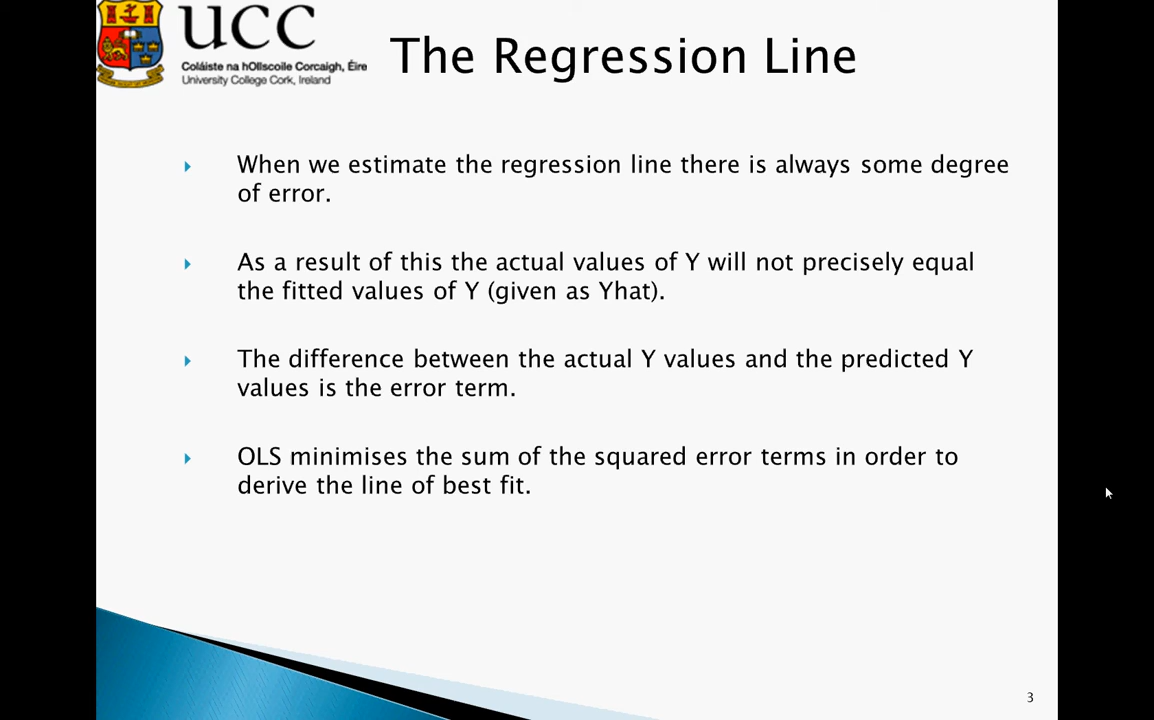 UCC
Coláiste na hOllscoile Corcaigh, Éire
University College Cork, Ireland
The Regression Line
When we estimate the regression line there is always some degree
of error.
As a result of this the actual values of Y will not precisely equal
the fitted values of Y (given as Yhat).
The difference between the actual Y values and the predicted Y
values is the error term.
OLS minimises the sum of the squared error terms in order to
derive the line of best fit.
3